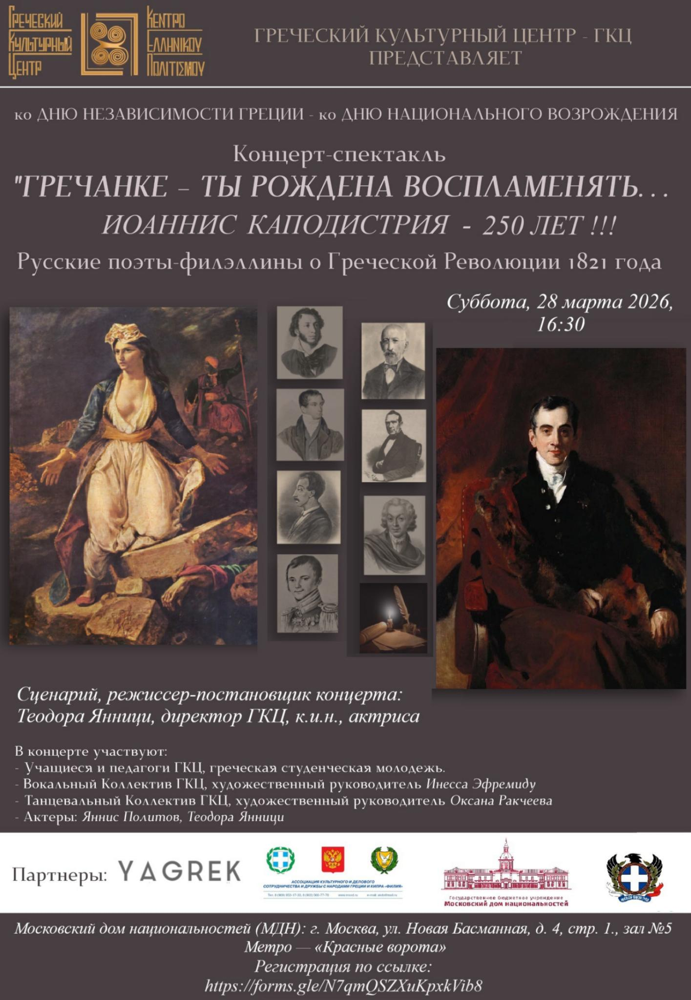 ГРЕЧЕСКИЙ
КУЛЬТУРНЫЙ
ЦЕНТР
ΚΕΝΤΡΟ
ΕΛΛΗΝΙΚΟΥ
ΠΟΛΙΤΙΣΜΟΥ
ГРЕЧЕСКИЙ КУЛЬТУРНЫЙ ЦЕНТР - ГКЦ
ПРЕДСТАВЛЯЕТ
ко ДНЮ НЕЗАВИСИМОСТИ ГРЕЦИИ - ко ДНЮ НАЦИОНАЛЬНОГО ВОЗРОЖДЕНИЯ
Концерт-спектакль
"ГРЕЧАНКЕ – ТЫ РОЖДЕНА ВОСПЛАМЕНЯТЬ. . .
ИОАННИС КАПОДИСТРИЯ - 250 ЛЕТ !!!
Русские поэты-филэллины о Греческой Революции 1821 года
Суббота, 28 марта 2026,
16:30
Сценарий, режиссер-постановщик концерта:
Теодора Янници, директор ГКЦ, к.и.н., актриса
В концерте участвуют:
- Учащиеся и педагоги ГКЦ, греческая студенческая молодежь.
- Вокальный Коллектив ГКЦ, художественный руководитель Инесса Эфремиду
- Танцевальный Коллектив ГКЦ, художественный руководитель Оксана Ракчеева
- Актеры: Яннис Политов, Теодора Янници
Партнеры:
YAGREK
АССОЦИАЦИЯ КУЛЬТУРНОГО И ДЕЛОВОГО
СОТРУДНИЧЕСТВА И ДРУЖБЫ С НАРОДАМИ ГРЕЦИИ И КИПРА «ФИЛИЯ»
Государственное бюджетное учреждение
Московский дом национальностей
Московский дом национальностей (МДН): г. Москва, ул. Новая Басманная, д. 4, стр. 1., зал №5
Метро — «Красные ворота»
Регистрация по ссылке:
https://forms.gle/N7qmQSZXuKpxkVib8